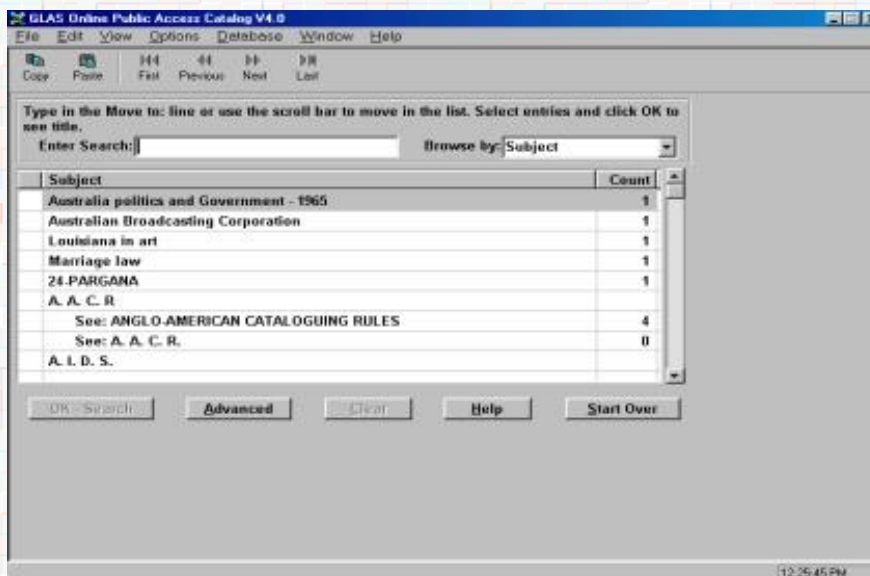 GLAS Online Public Access Catalog V4.0
File Edit View Options Database Window Help
Copy Paste First Previous Next Last
Type in the Move to: line or use the scroll bar to move in the list. Select entries and click OK to
see title.
Enter Search: Browse by: Subject
Subject Count
Australia politics and Government - 1965 1
Australian Broadcasting Corporation 1
Louisiana in art 1
Marriage law 1
24-PARGANA 1
A. A. C. R
See: ANGLO-AMERICAN CATALOGUING RULES 4
See: A. A. C. R. 0
A. I. D. S.
OK - Search Advanced Clear Help Start Over
12:25:45 PM